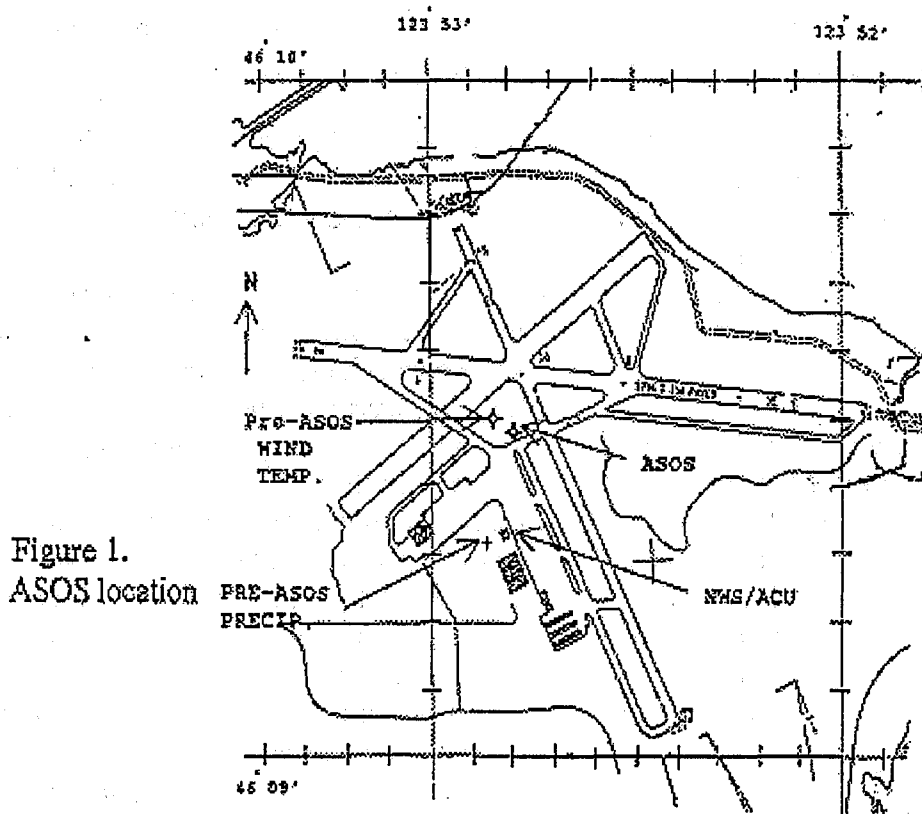 123° 53'
123° 52'
46° 10'
N
Pre-ASOS
WIND
TEMP.
ASOS
Figure 1.
ASOS location
PRE-ASOS
PRECIP.
NWS/ACU
46° 09'